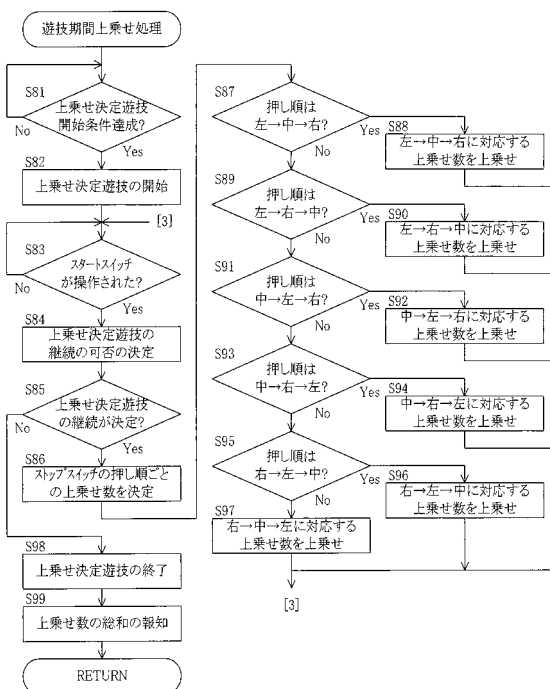 遊技期間上乗せ処理
S81
上乗せ決定遊技
開始条件達成?
No
Yes
S82
上乗せ決定遊技の開始
[3]
S83
スタートスイッチ
が操作された?
No
Yes
S84
上乗せ決定遊技の
継続の可否の決定
S85
上乗せ決定遊技
の継続が決定?
No
Yes
S86
ストップスイッチの押し順ごと
の上乗せ数を決定
S98
上乗せ決定遊技の終了
S99
上乗せ数の総和の報知
RETURN
S87
押し順は
左→中→右?
Yes
No
S88
左→中→右に対応する
上乗せ数を上乗せ
S89
押し順は
左→右→中?
Yes
No
S90
左→右→中に対応する
上乗せ数を上乗せ
S91
押し順は
中→左→右?
Yes
No
S92
中→左→右に対応する
上乗せ数を上乗せ
S93
押し順は
中→右→左?
Yes
No
S94
中→右→左に対応する
上乗せ数を上乗せ
S95
押し順は
右→左→中?
Yes
No
S96
右→左→中に対応する
上乗せ数を上乗せ
S97
右→中→左に対応する
上乗せ数を上乗せ
[3]